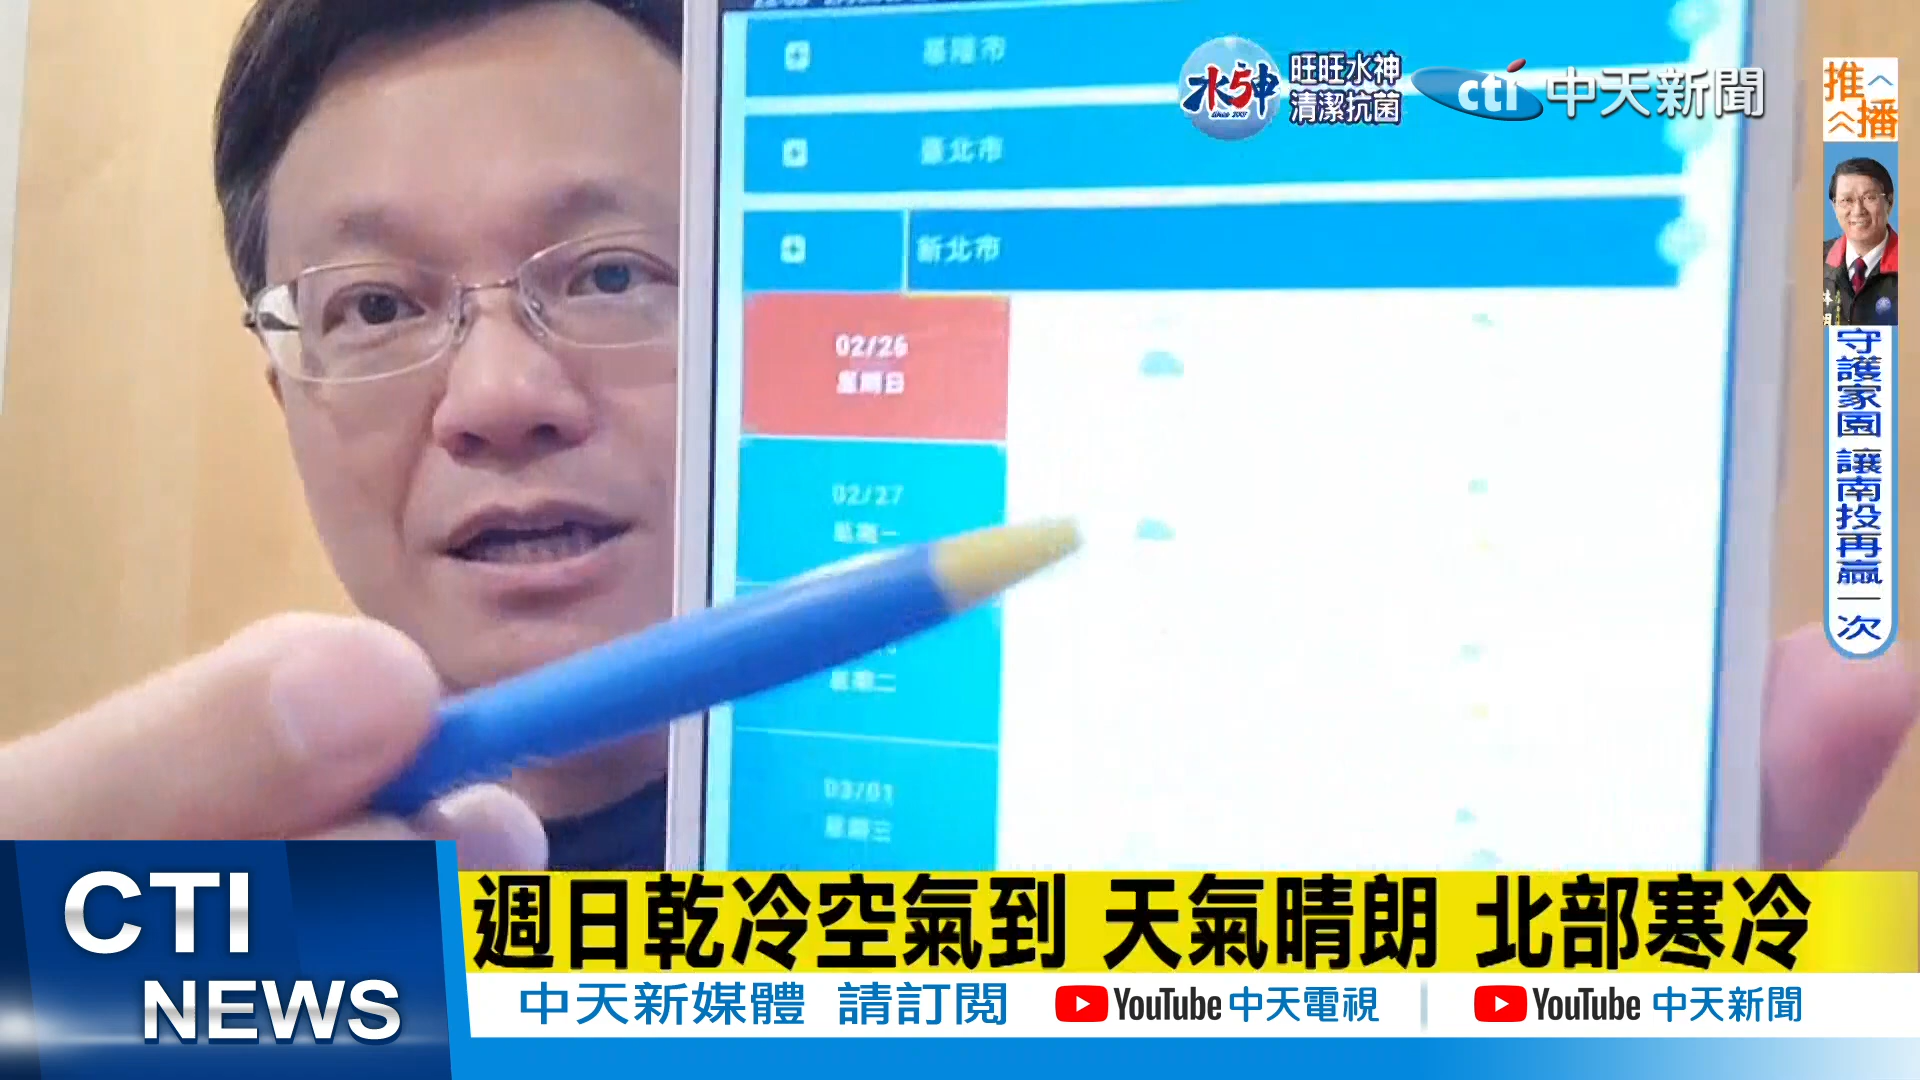 基隆市
臺北市
新北市
02/26
星期日
02/27
星期一
星期二
03/01
星期三
水神
since 2007
旺旺水神
清潔抗菌
cti 中天新聞
推播
守護家園 讓南投再贏一次
CTI
NEWS
週日乾冷空氣到 天氣晴朗 北部寒冷
中天新媒體 請訂閱 YouTube 中天電視 YouTube 中天新聞